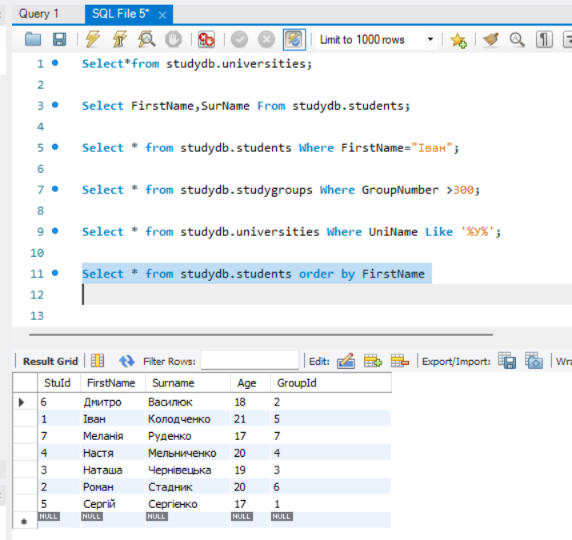 Query 1 SQL File 5*
Limit to 1000 rows
1 Select*from studydb.universities;
2
3 Select FirstName,SurName From studydb.students;
4
5 Select * from studydb.students Where FirstName="Іван";
6
7 Select * from studydb.studygroups Where GroupNumber >300;
8
9 Select * from studydb.universities Where UniName Like '%У%';
10
11 Select * from studydb.students order by FirstName
12
13
Result Grid Filter Rows: Edit: Export/Import:
StuId FirstName Surname Age GroupId
6 Дмитро Василюк 18 2
1 Іван Колодченко 21 5
7 Меланія Руденко 17 7
4 Настя Мельниченко 20 4
3 Наташа Чернівецька 19 3
2 Роман Стадник 20 6
5 Сергій Сергієнко 17 1
NULL NULL NULL NULL NULL